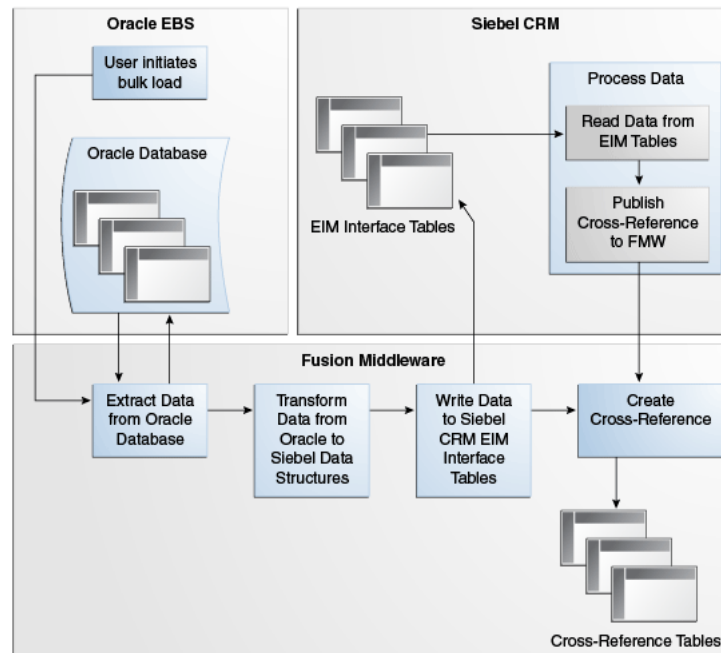 Oracle EBS
User initiates
bulk load
Oracle Database
Siebel CRM
EIM Interface Tables
Process Data
Read Data from
EIM Tables
Publish
Cross-Reference
to FMW
Fusion Middleware
Extract Data
from Oracle
Database
Transform
Data from
Oracle to
Siebel Data
Structures
Write Data
to Siebel
CRM EIM
Interface
Tables
Create
Cross-Reference
Cross-Reference Tables